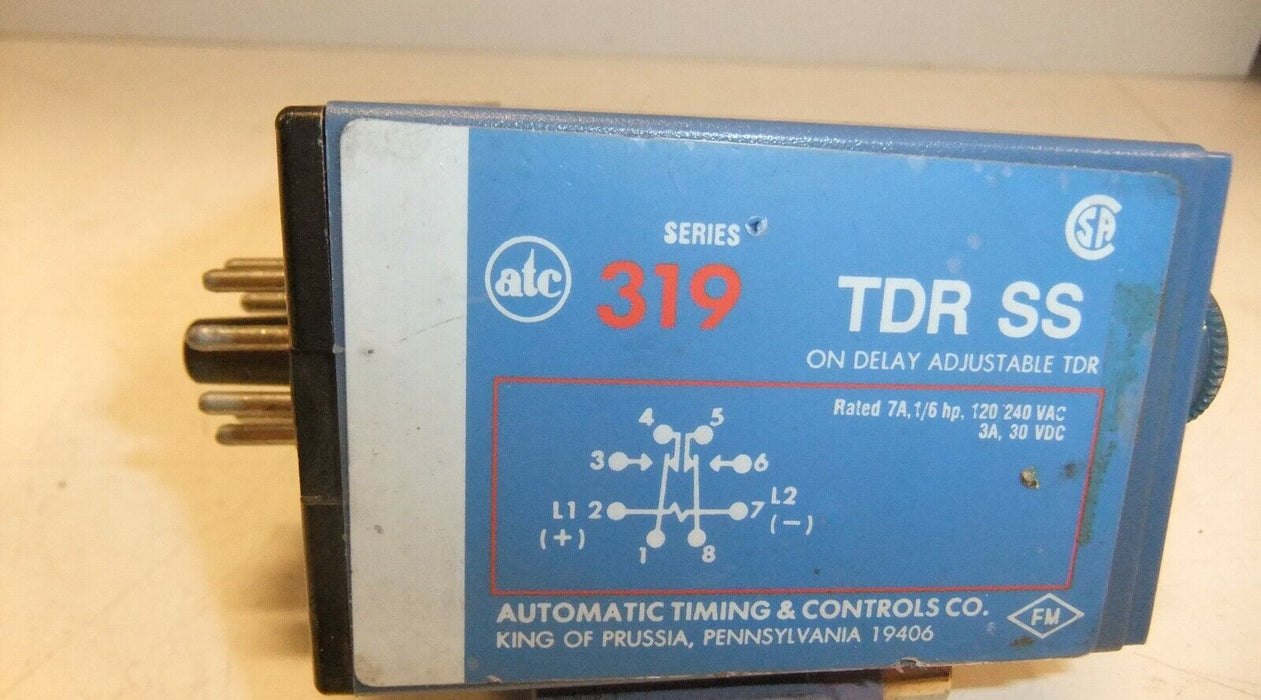 SERIES
atc
319
TDR SS
CSA
ON DELAY ADJUSTABLE TDR
Rated 7A, 1/6 hp, 120 240 VAC
3A, 30 VDC
4 5
3 6
L1 2 7 L2
(+) (-)
1 8
AUTOMATIC TIMING & CONTROLS CO.
KING OF PRUSSIA, PENNSYLVANIA 19406
FM